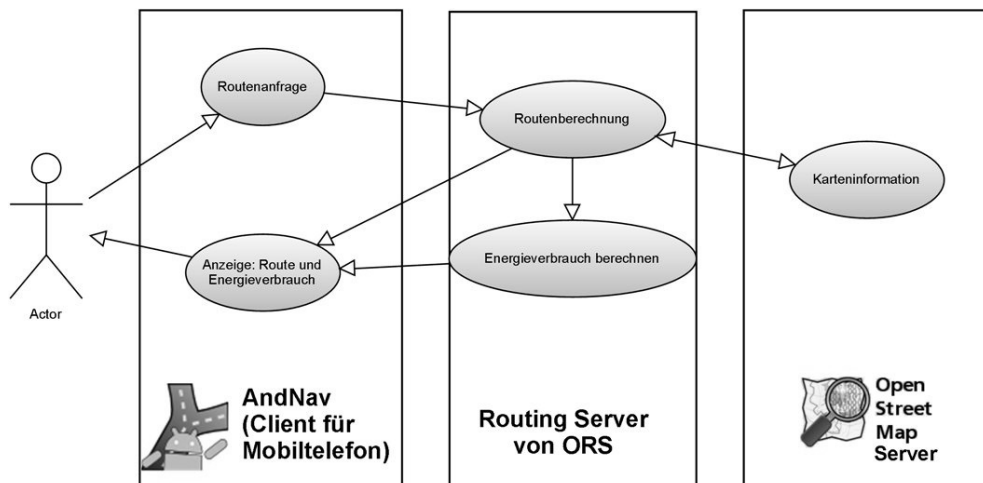 Routenanfrage
Routenberechnung
Karteninformation
Anzeige: Route und
Energieverbrauch
Energieverbrauch berechnen
Actor
AndNav
(Client für
Mobiltelefon)
Routing Server
von ORS
Open
Street
Map
Server